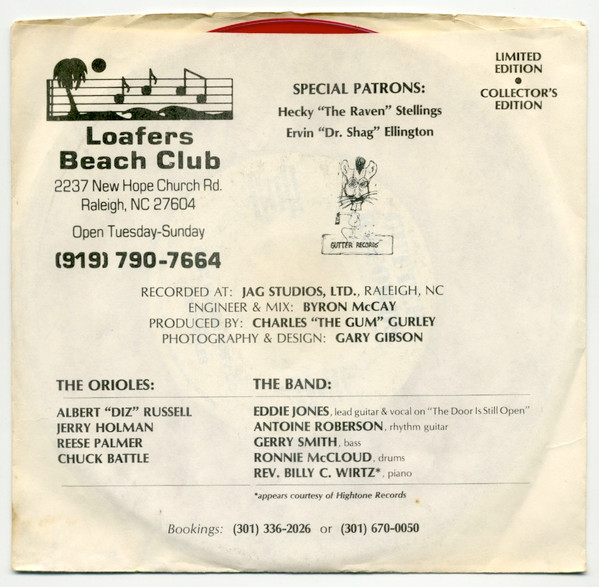 LIMITED
EDITION
•
COLLECTOR'S
EDITION
Loafers
Beach Club
2237 New Hope Church Rd.
Raleigh, NC 27604
Open Tuesday-Sunday
(919) 790-7664
SPECIAL PATRONS:
Hecky "The Raven" Stellings
Ervin "Dr. Shag" Ellington
GUTTER RECORDS
RECORDED AT: JAG STUDIOS, LTD., RALEIGH, NC
ENGINEER & MIX: BYRON McCAY
PRODUCED BY: CHARLES "THE GUM" GURLEY
PHOTOGRAPHY & DESIGN: GARY GIBSON
THE ORIOLES:
ALBERT "DIZ" RUSSELL
JERRY HOLMAN
REESE PALMER
CHUCK BATTLE
THE BAND:
EDDIE JONES, lead guitar & vocal on "The Door Is Still Open"
ANTOINE ROBERSON, rhythm guitar
GERRY SMITH, bass
RONNIE McCLOUD, drums
REV. BILLY C. WIRTZ*, piano
*appears courtesy of Hightone Records
Bookings: (301) 336-2026 or (301) 670-0050